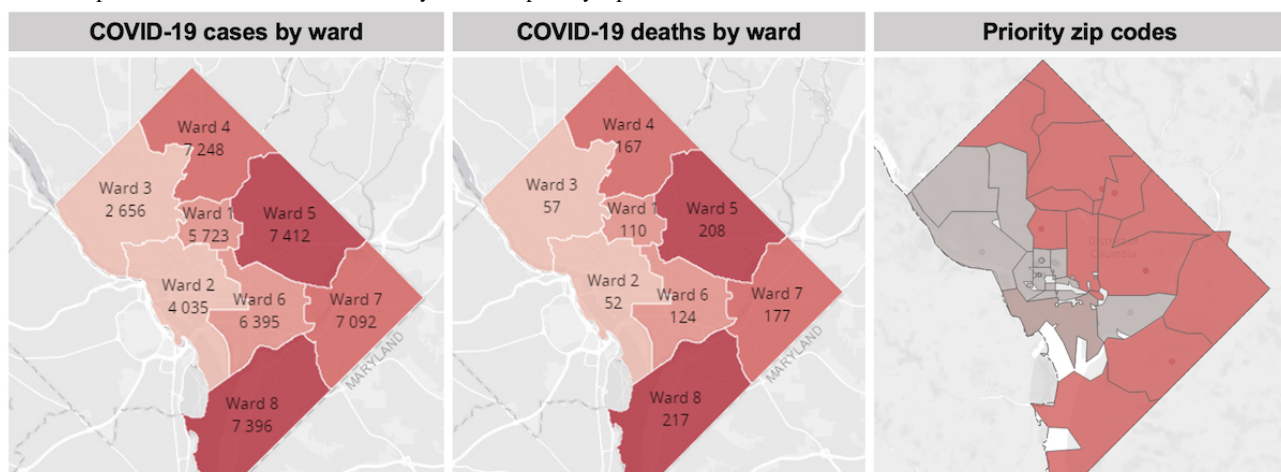 COVID-19 cases by ward
Ward 4
7 248
Ward 3
2 656
Ward 1
5 723
Ward 5
7 412
Ward 2
4 035
Ward 6
6 395
Ward 7
7 092
MARYLAND
Ward 8
7 396
COVID-19 deaths by ward
Ward 4
167
Ward 3
57
Ward 1
110
Ward 5
208
Ward 2
52
Ward 6
124
Ward 7
177
MARYLAND
Ward 8
217
Priority zip codes
District of
Columbia